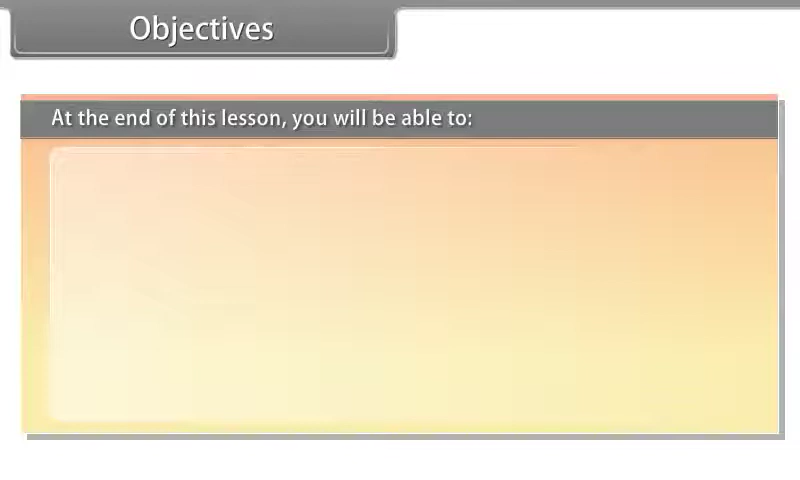 Objectives
At the end of this lesson, you will be able to: